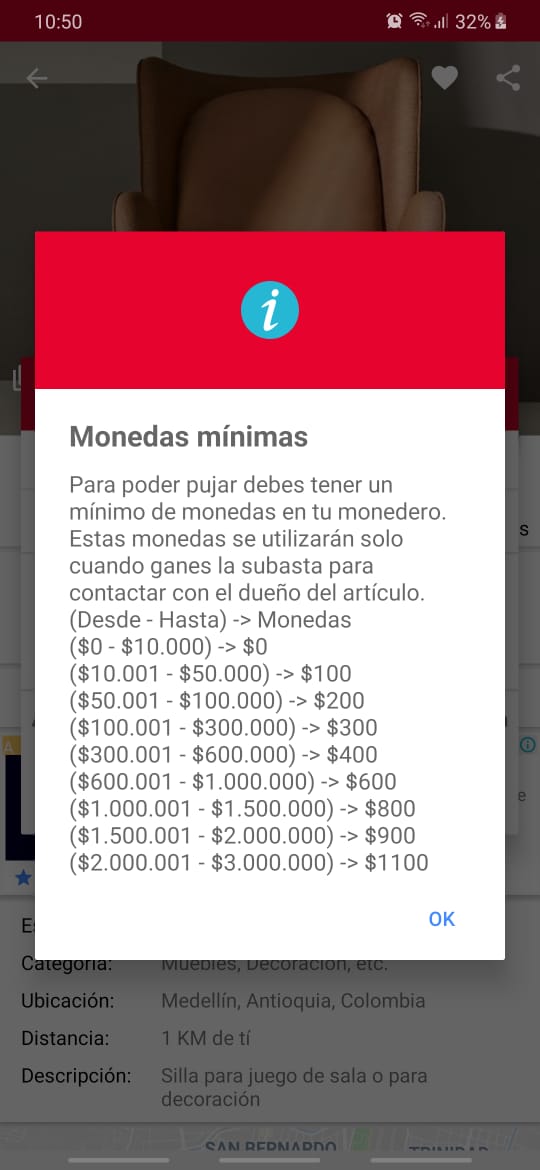 10:50
32%
Monedas mínimas
Para poder pujar debes tener un
mínimo de monedas en tu monedero.
Estas monedas se utilizarán solo
cuando ganes la subasta para
contactar con el dueño del artículo.
(Desde - Hasta) -> Monedas
($0 - $10.000) -> $0
($10.001 - $50.000) -> $100
($50.001 - $100.000) -> $200
($100.001 - $300.000) -> $300
($300.001 - $600.000) -> $400
($600.001 - $1.000.000) -> $600
($1.000.001 - $1.500.000) -> $800
($1.500.001 - $2.000.000) -> $900
($2.000.001 - $3.000.000) -> $1100
OK
Categoría: Muebles, Decoración, etc.
Ubicación: Medellín, Antioquia, Colombia
Distancia: 1 KM de tí
Descripción: Silla para juego de sala o para
decoración
SAN BERNARDO
TRINIDAD